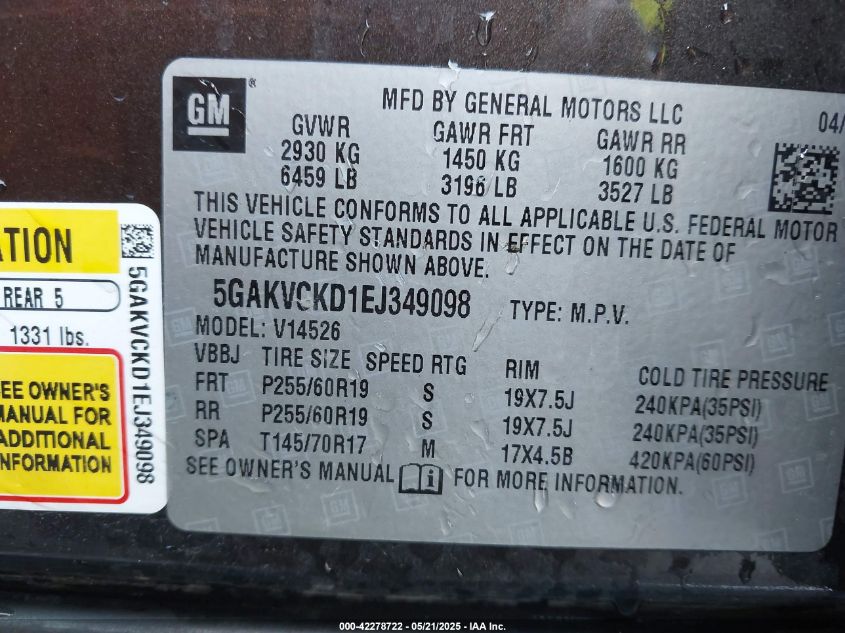 GM ®
MFD BY GENERAL MOTORS LLC
04/
GVWR GAWR FRT GAWR RR
2930 KG 1450 KG 1600 KG
6459 LB 3196 LB 3527 LB
THIS VEHICLE CONFORMS TO ALL APPLICABLE U.S. FEDERAL MOTOR
VEHICLE SAFETY STANDARDS IN EFFECT ON THE DATE OF
MANUFACTURE SHOWN ABOVE.
5GAKVCKD1EJ349098 TYPE: M.P.V.
MODEL: V14526
VBBJ TIRE SIZE SPEED RTG RIM COLD TIRE PRESSURE
FRT P255/60R19 S 19X7.5J 240KPA(35PSI)
RR P255/60R19 S 19X7.5J 240KPA(35PSI)
SPA T145/70R17 M 17X4.5B 420KPA(60PSI)
SEE OWNER'S MANUAL FOR MORE INFORMATION.
ATION
REAR 5
1331 lbs.
SEE OWNER'S
MANUAL FOR
ADDITIONAL
INFORMATION
5GAKVCKD1EJ349098
000-42278722 — 05/21/2025 — IAA Inc.